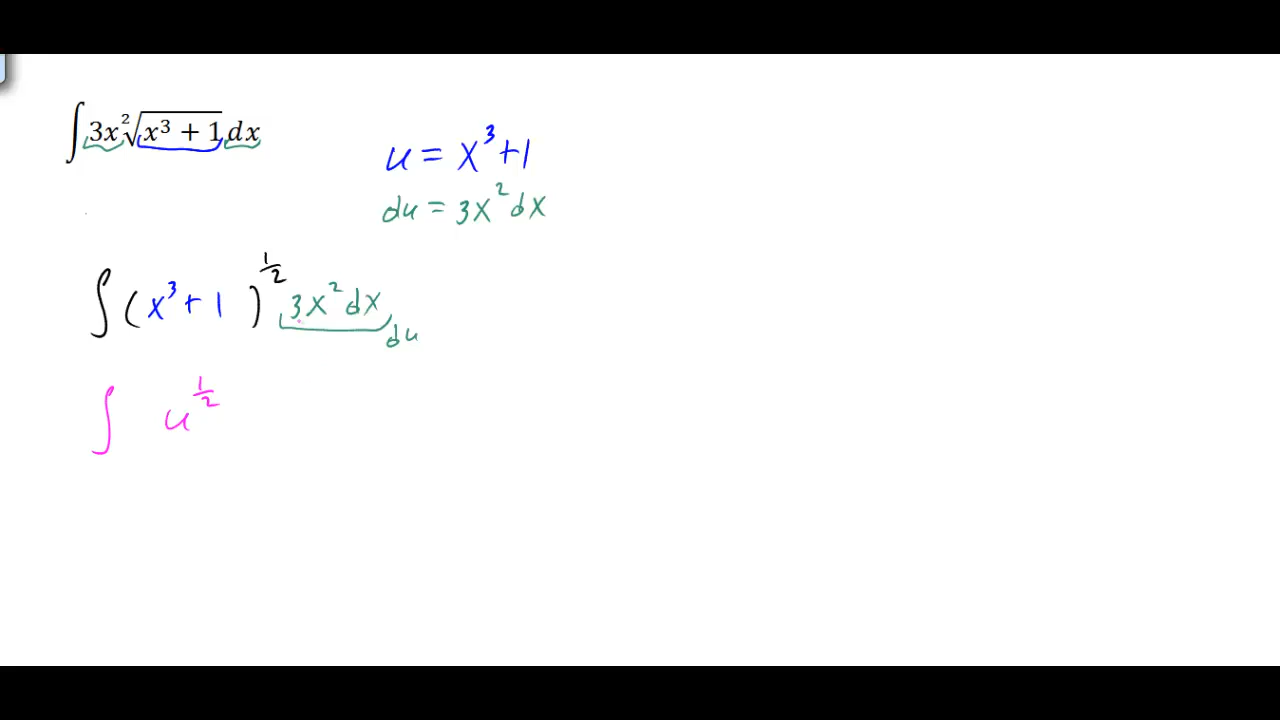 ∫ 3x²√(x³ + 1) dx
u = x³ + 1
du = 3x² dx
∫ (x³ + 1)^(1/2) 3x² dx
du
∫ u^(1/2)